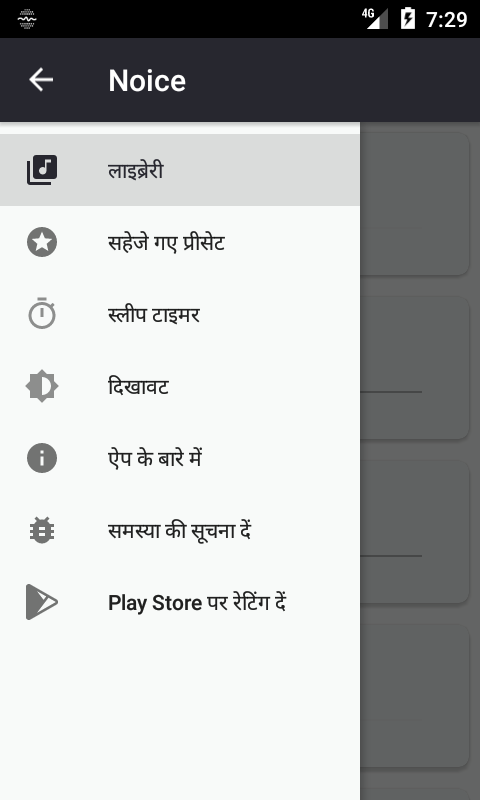 4G 7:29
Noice
लाइब्रेरी
सहेजे गए प्रीसेट
स्लीप टाइमर
दिखावट
ऐप के बारे में
समस्या की सूचना दें
Play Store पर रेटिंग दें